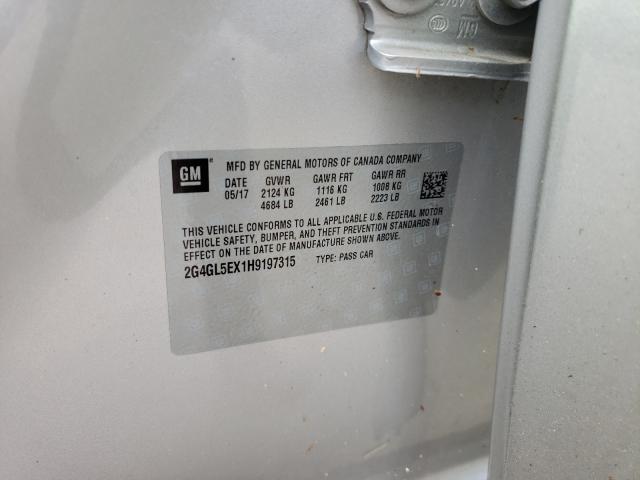 GM
GM
MFD BY GENERAL MOTORS OF CANADA COMPANY
DATE GVWR GAWR FRT GAWR RR
05/17 2124 KG 1116 KG 1008 KG
4684 LB 2461 LB 2223 LB
THIS VEHICLE CONFORMS TO ALL APPLICABLE U.S. FEDERAL MOTOR
VEHICLE SAFETY, BUMPER, AND THEFT PREVENTION STANDARDS IN
EFFECT ON THE DATE OF MANUFACTURE SHOWN ABOVE.
2G4GL5EX1H9197315 TYPE: PASS CAR